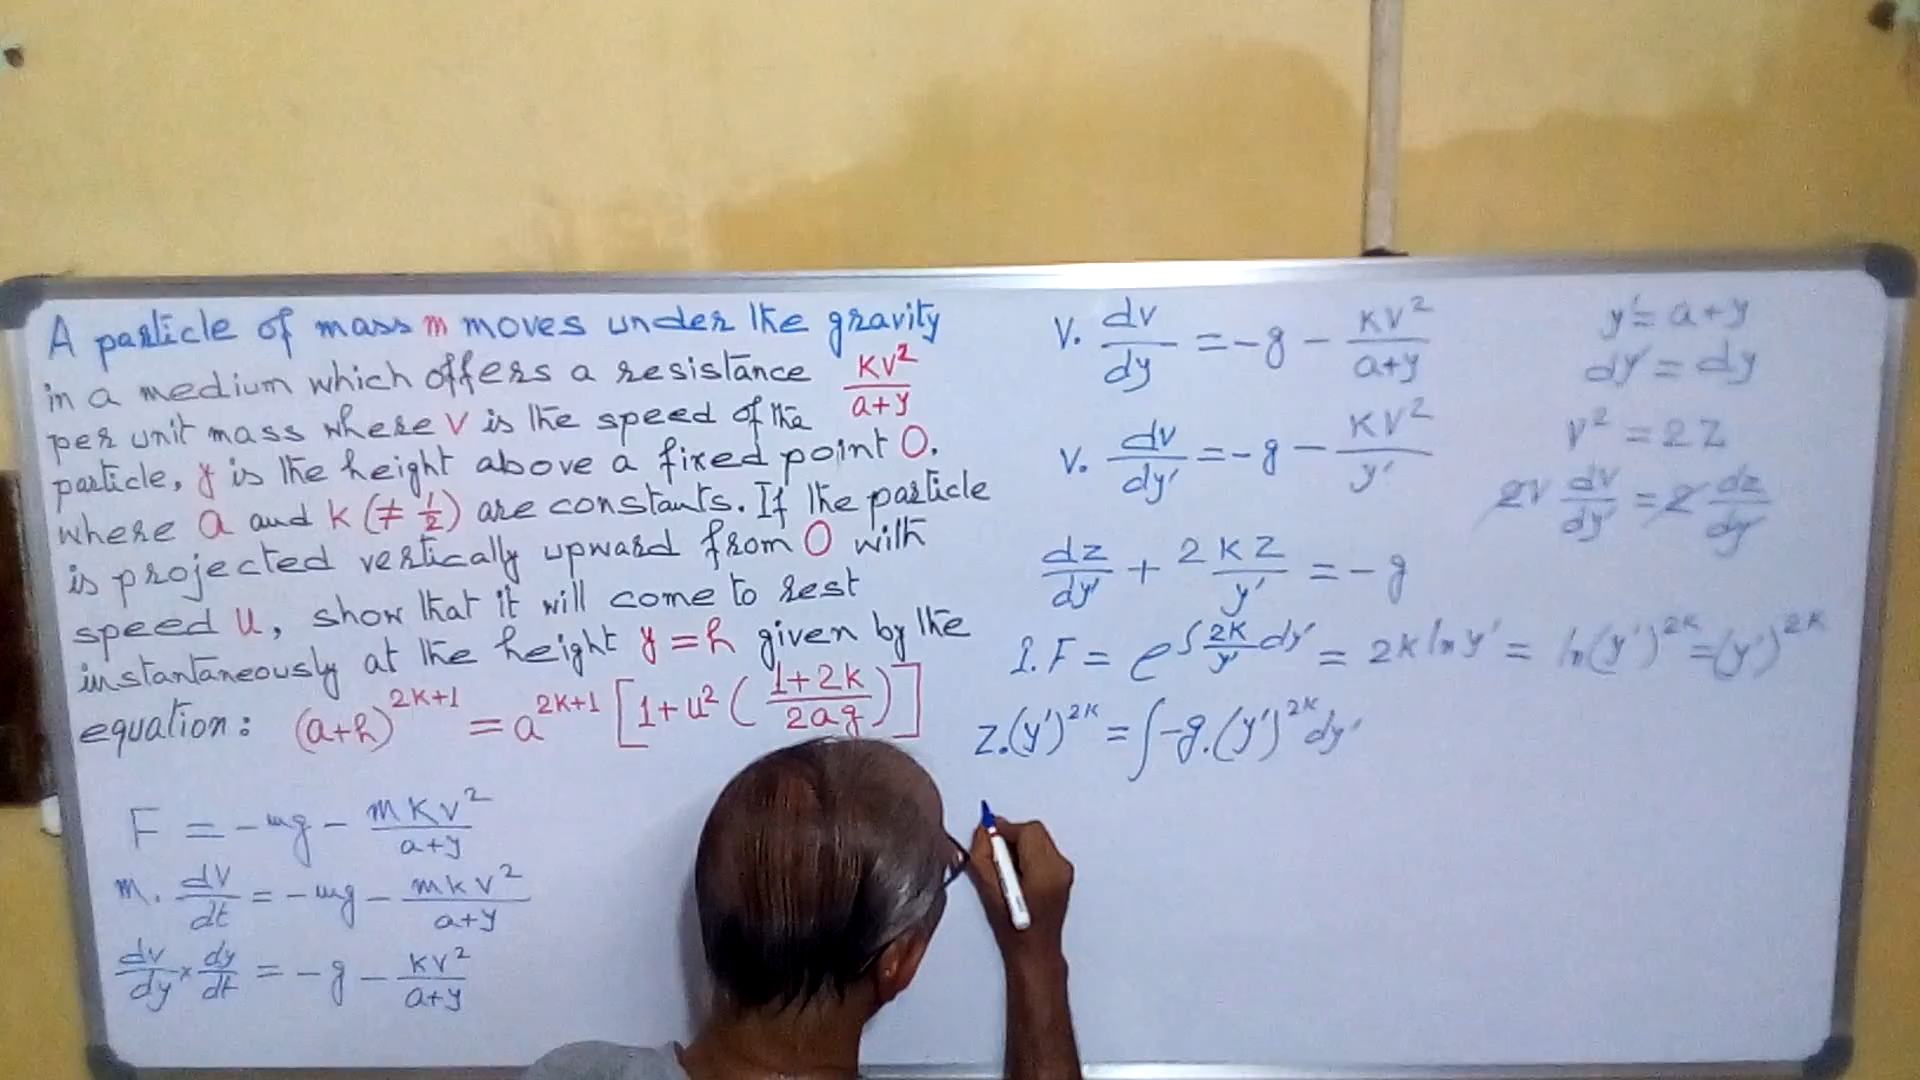 A particle of mass m moves under the gravity
in a medium which offers a resistance kv²/(a+y)
per unit mass where v is the speed of the
particle, y is the height above a fixed point O.
where a and k (≠ 1/2) are constants. If the particle
is projected vertically upward from O with
speed u, show that it will come to rest
instantaneously at the height y = h given by the
equation: (a+h)^(2k+1) = a^(2k+1) [1+u² ((1+2k)/(2ag))]
F = -mg - mkv²/(a+y)
m. dv/dt = -mg - mkv²/(a+y)
dv/dy × dy/dt = -g - kv²/(a+y)
v. dv/dy = -g - kv²/(a+y)
v. dv/dy' = -g - kv²/y'
dz/dy' + 2kz/y' = -g
I.F = e^(∫ 2k/y' dy') = 2k ln y' = ln(y')^(2k) = (y')^(2k)
z.(y')^(2k) = ∫-g.(y')^(2k) dy'
y' = a+y
dy' = dy
v² = 2z
2v dv/dy' = 2 dz/dy'